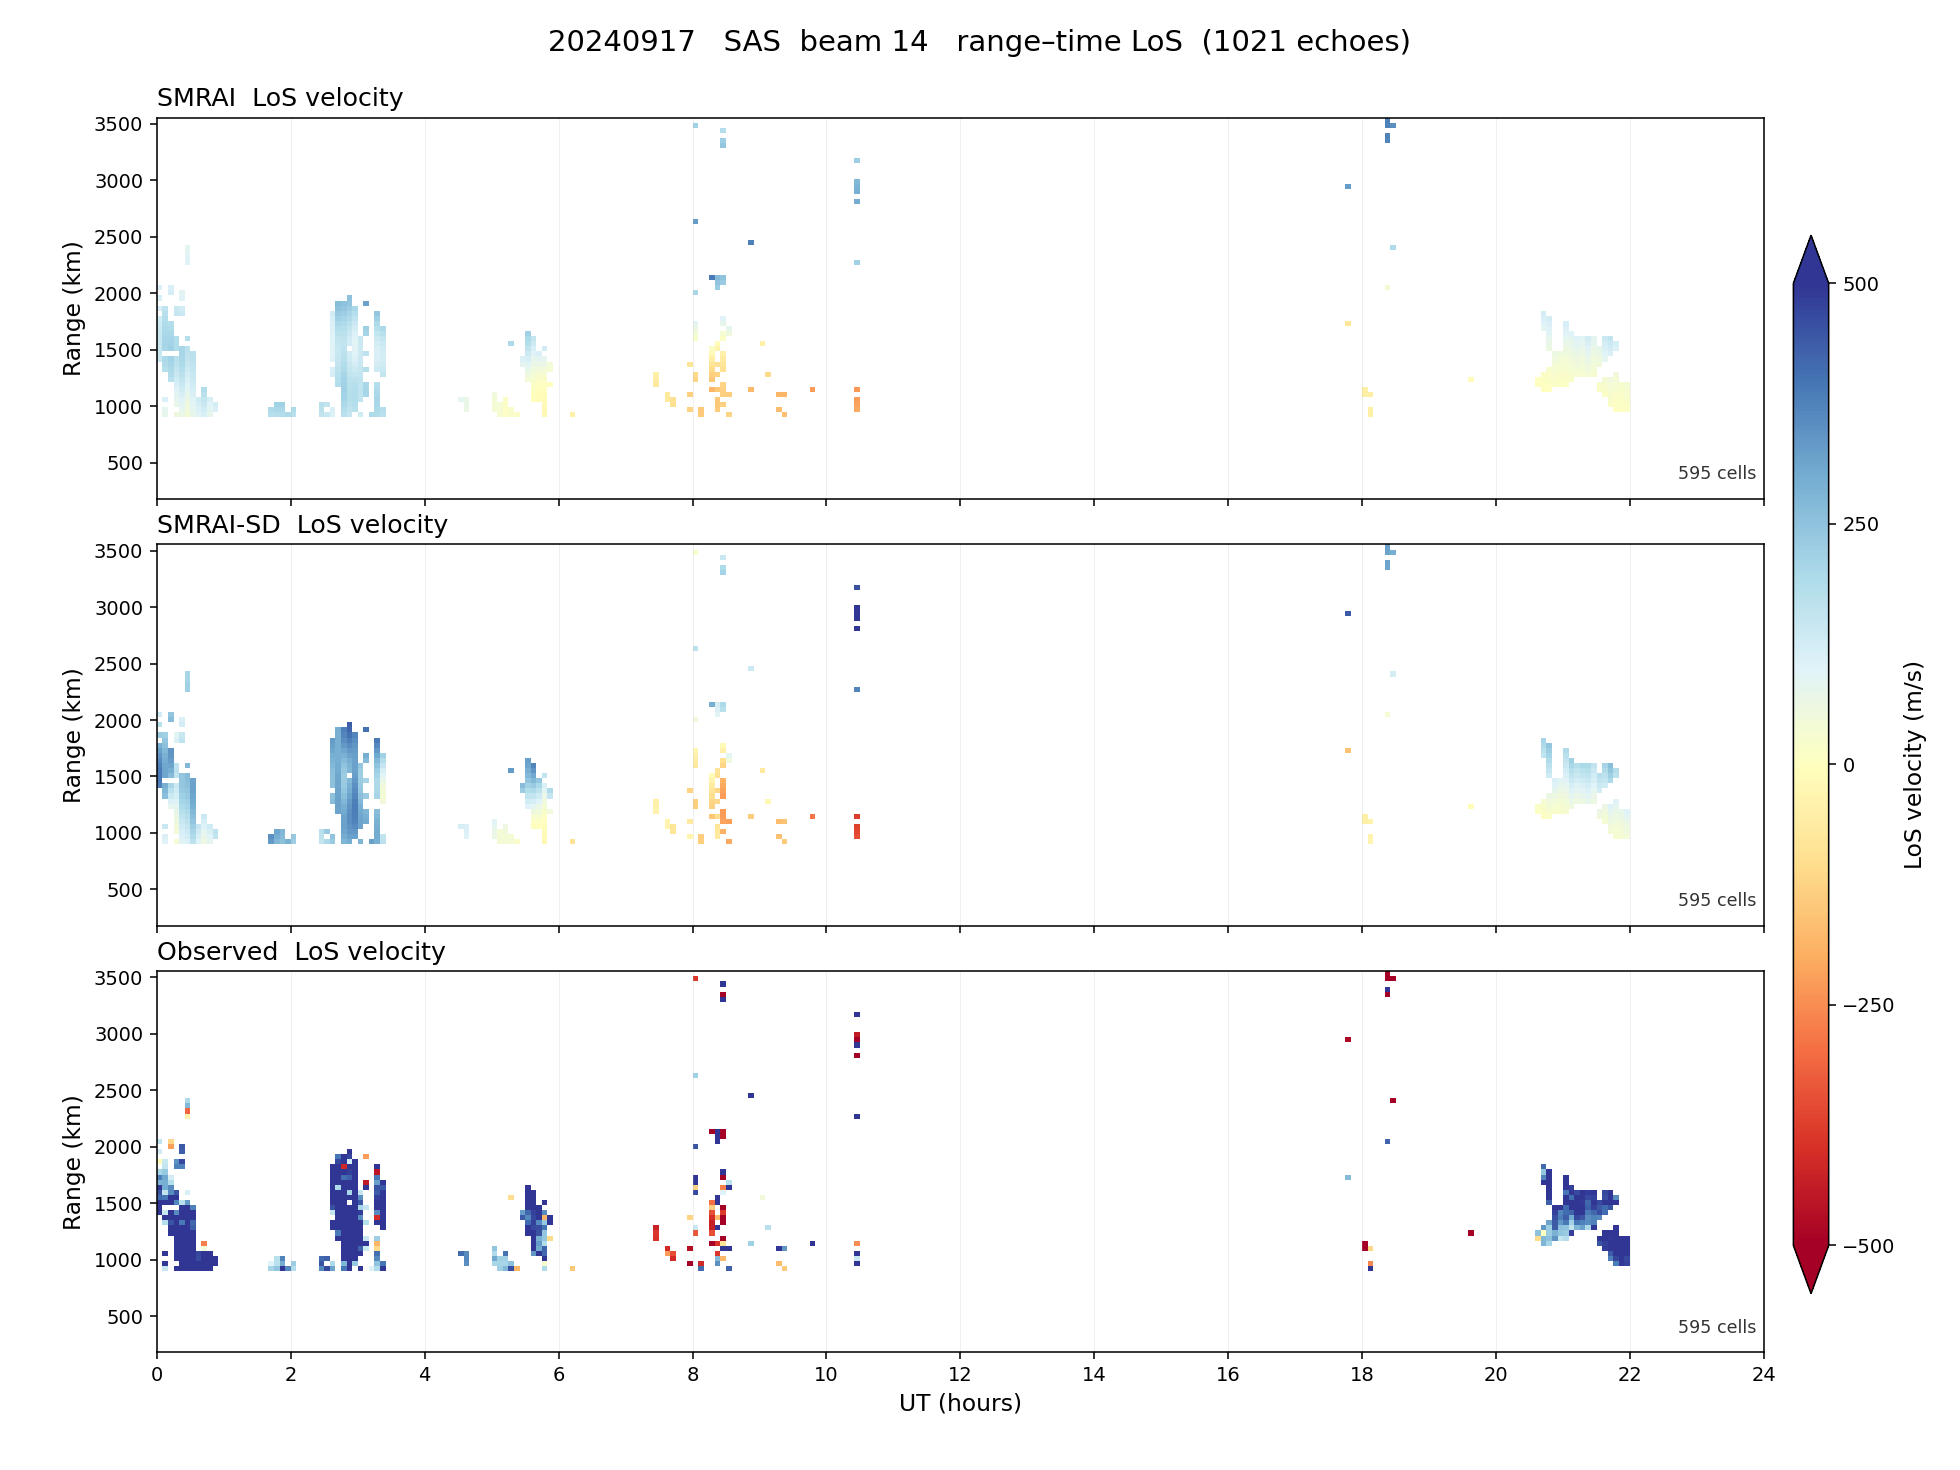 20240917   SAS  beam 14   range–time LoS  (1021 echoes)
SMRAI  LoS velocity
3500
3000
2500
2000
1500
1000
500
Range (km)
595 cells
SMRAI-SD  LoS velocity
3500
3000
2500
2000
1500
1000
500
Range (km)
595 cells
Observed  LoS velocity
3500
3000
2500
2000
1500
1000
500
Range (km)
595 cells
0 2 4 6 8 10 12 14 16 18 20 22 24
UT (hours)
500
250
0
−250
−500
LoS velocity (m/s)